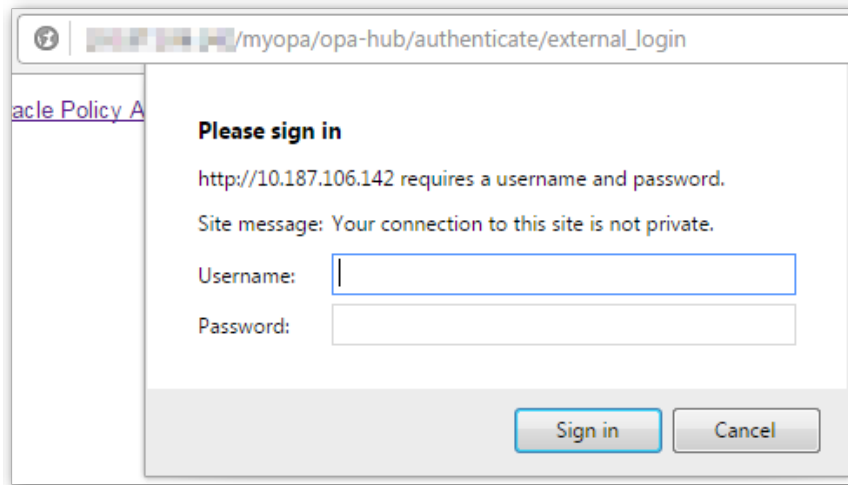 /myopa/opa-hub/authenticate/external_login
acle Policy A
Please sign in
http://10.187.106.142 requires a username and password.
Site message: Your connection to this site is not private.
Username:
Password:
Sign in
Cancel